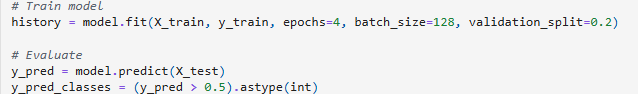 # Train model
history = model.fit(X_train, y_train, epochs=4, batch_size=128, validation_split=0.2)
# Evaluate
y_pred = model.predict(X_test)
y_pred_classes = (y_pred > 0.5).astype(int)